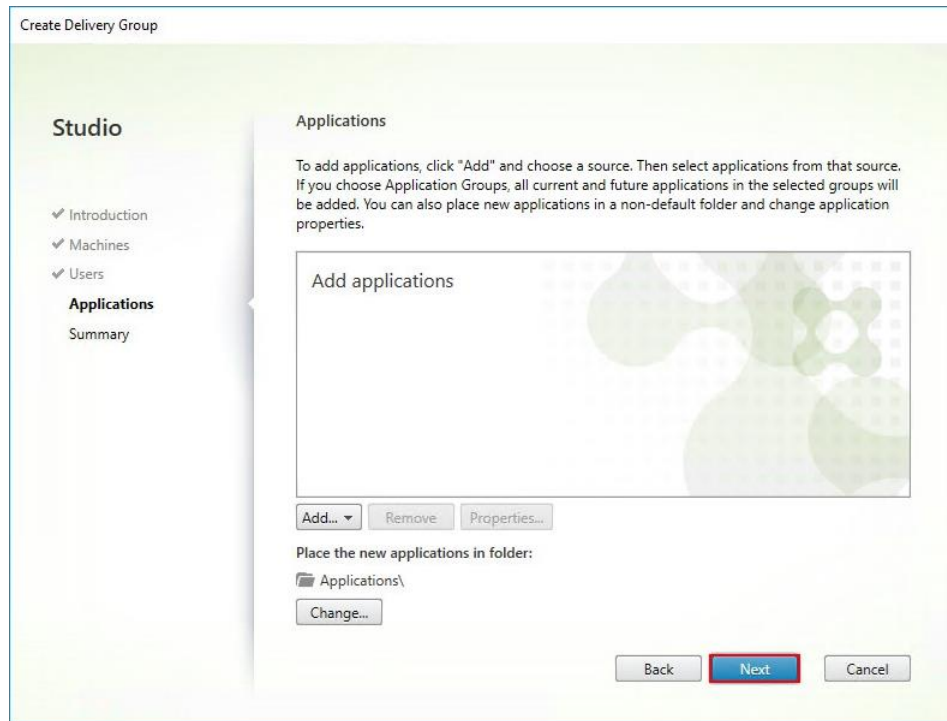 Create Delivery Group
Studio
Introduction
Machines
Users
Applications
Summary
Applications
To add applications, click "Add" and choose a source. Then select applications from that source.
If you choose Application Groups, all current and future applications in the selected groups will
be added. You can also place new applications in a non-default folder and change application
properties.
Add applications
Add... Remove Properties...
Place the new applications in folder:
Applications\
Change...
Back Next Cancel